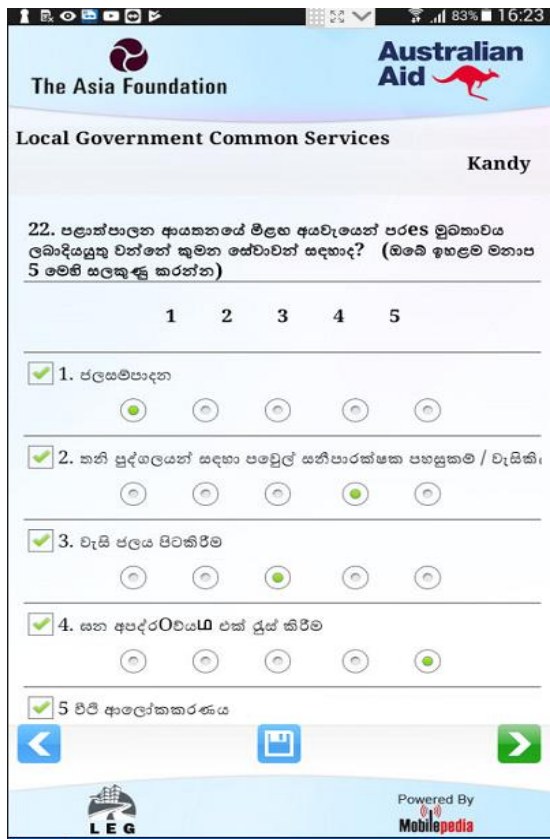 83% 16:23
The Asia Foundation
Australian
Aid
Local Government Common Services
Kandy
22. පළාත්පාලන ආයතනයේ මීළඟ අයවැයෙන් පරes මුඛතාවය
ලබාදියයුතු වන්නේ කුමන සේවාවන් සඳහාද? (ඔබේ ඉහළම මනාප
5 මෙහි සලකුණු කරන්න)
1 2 3 4 5
1. ජලසම්පාදන
2. තනි පුද්ගලයන් සඳහා පවෙුල් සනීපාරක්ෂක පහසුකම් / වැසිකි
3. වැසි ජලය පිටකිරීම
4. ඝන අපද්රOව්යம එක් රැස් කිරීම
5 වීථි ආලෝකකරණය
LEG
Powered By
Mobilepedia